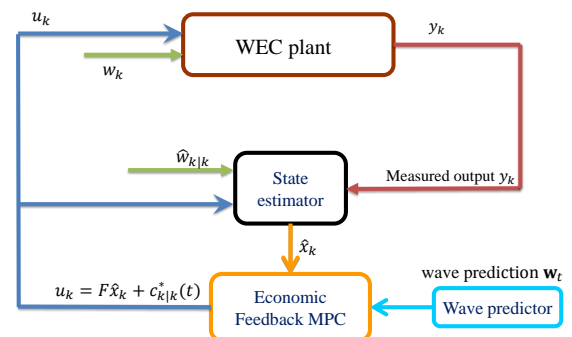 u_k
WEC plant
y_k
w_k
ŵ_{k|k}
State
estimator
Measured output y_k
x̂_k
u_k = Fx̂_k + c*_{k|k}(t)
Economic
Feedback MPC
wave prediction **w**_t
Wave predictor